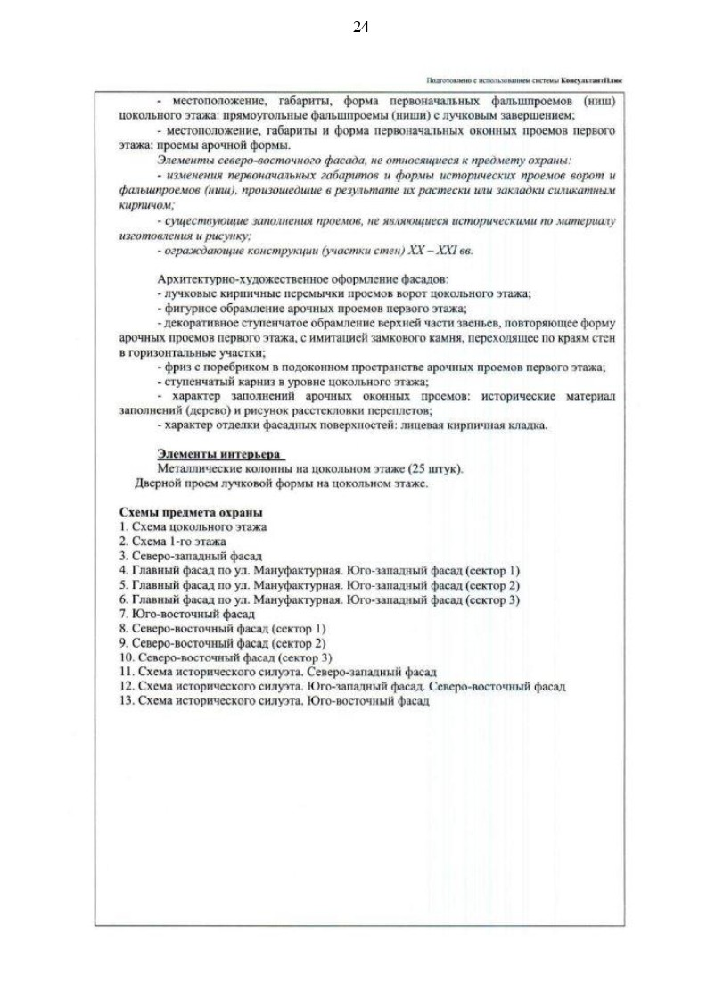 24
Подготовлено с использованием системы КонсультантПлюс
- местоположение, габариты, форма первоначальных фальшпроемов (ниш)
цокольного этажа: прямоугольные фальшпроемы (ниши) с лучковым завершением;
- местоположение, габариты и форма первоначальных оконных проемов первого
этажа: проемы арочной формы.
Элементы северо-восточного фасада, не относящиеся к предмету охраны:
- изменения первоначальных габаритов и формы исторических проемов ворот и
фальшпроемов (ниш), произошедшие в результате их растески или закладки силикатным
кирпичом;
- существующие заполнения проемов, не являющиеся историческими по материалу
изготовления и рисунку;
- ограждающие конструкции (участки стен) XX – XXI вв.
Архитектурно-художественное оформление фасадов:
- лучковые кирпичные перемычки проемов ворот цокольного этажа;
- фигурное обрамление арочных проемов первого этажа;
- декоративное ступенчатое обрамление верхней части звеньев, повторяющее форму
арочных проемов первого этажа, с имитацией замкового камня, переходящее по краям стен
в горизонтальные участки;
- фриз с поребриком в подоконном пространстве арочных проемов первого этажа;
- ступенчатый карниз в уровне цокольного этажа;
- характер заполнений арочных оконных проемов: исторические материал
заполнений (дерево) и рисунок расстекловки переплетов;
- характер отделки фасадных поверхностей: лицевая кирпичная кладка.
Элементы интерьера
Металлические колонны на цокольном этаже (25 штук).
Дверной проем лучковой формы на цокольном этаже.
Схемы предмета охраны
1. Схема цокольного этажа
2. Схема 1-го этажа
3. Северо-западный фасад
4. Главный фасад по ул. Мануфактурная. Юго-западный фасад (сектор 1)
5. Главный фасад по ул. Мануфактурная. Юго-западный фасад (сектор 2)
6. Главный фасад по ул. Мануфактурная. Юго-западный фасад (сектор 3)
7. Юго-восточный фасад
8. Северо-восточный фасад (сектор 1)
9. Северо-восточный фасад (сектор 2)
10. Северо-восточный фасад (сектор 3)
11. Схема исторического силуэта. Северо-западный фасад
12. Схема исторического силуэта. Юго-западный фасад. Северо-восточный фасад
13. Схема исторического силуэта. Юго-восточный фасад